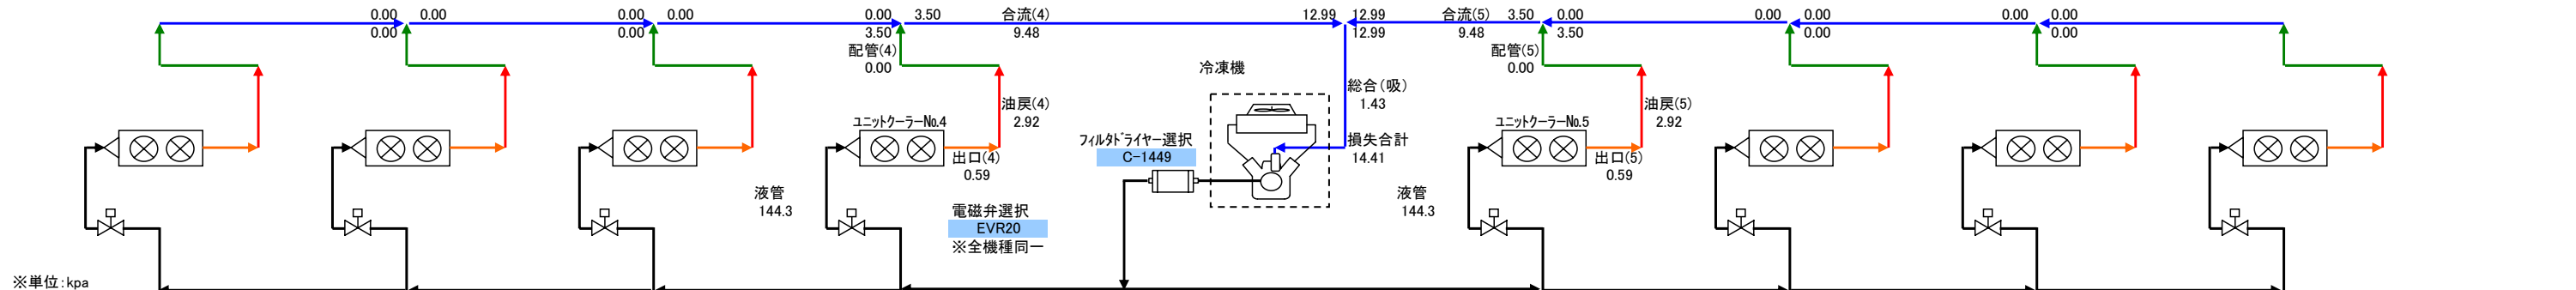 0.00 0.00 0.00 0.00 0.00 3.50 合流(4) 12.99 12.99 合流(5) 3.50 0.00 0.00 0.00 0.00 0.00
0.00 0.00 3.50 9.48 12.99 9.48 3.50 0.00 0.00
配管(4) 配管(5)
0.00 冷凍機 0.00
総合(吸)
油戻(4) 1.43 油戻(5)
ユニットクーラー№4 2.92 ユニットクーラー№5 2.92
フィルタドライヤー選択 損失合計
C-1449 14.41
出口(4) 出口(5)
0.59 0.59
液管 液管
144.3 電磁弁選択 144.3
EVR20
※全機種同一
※単位:kpa